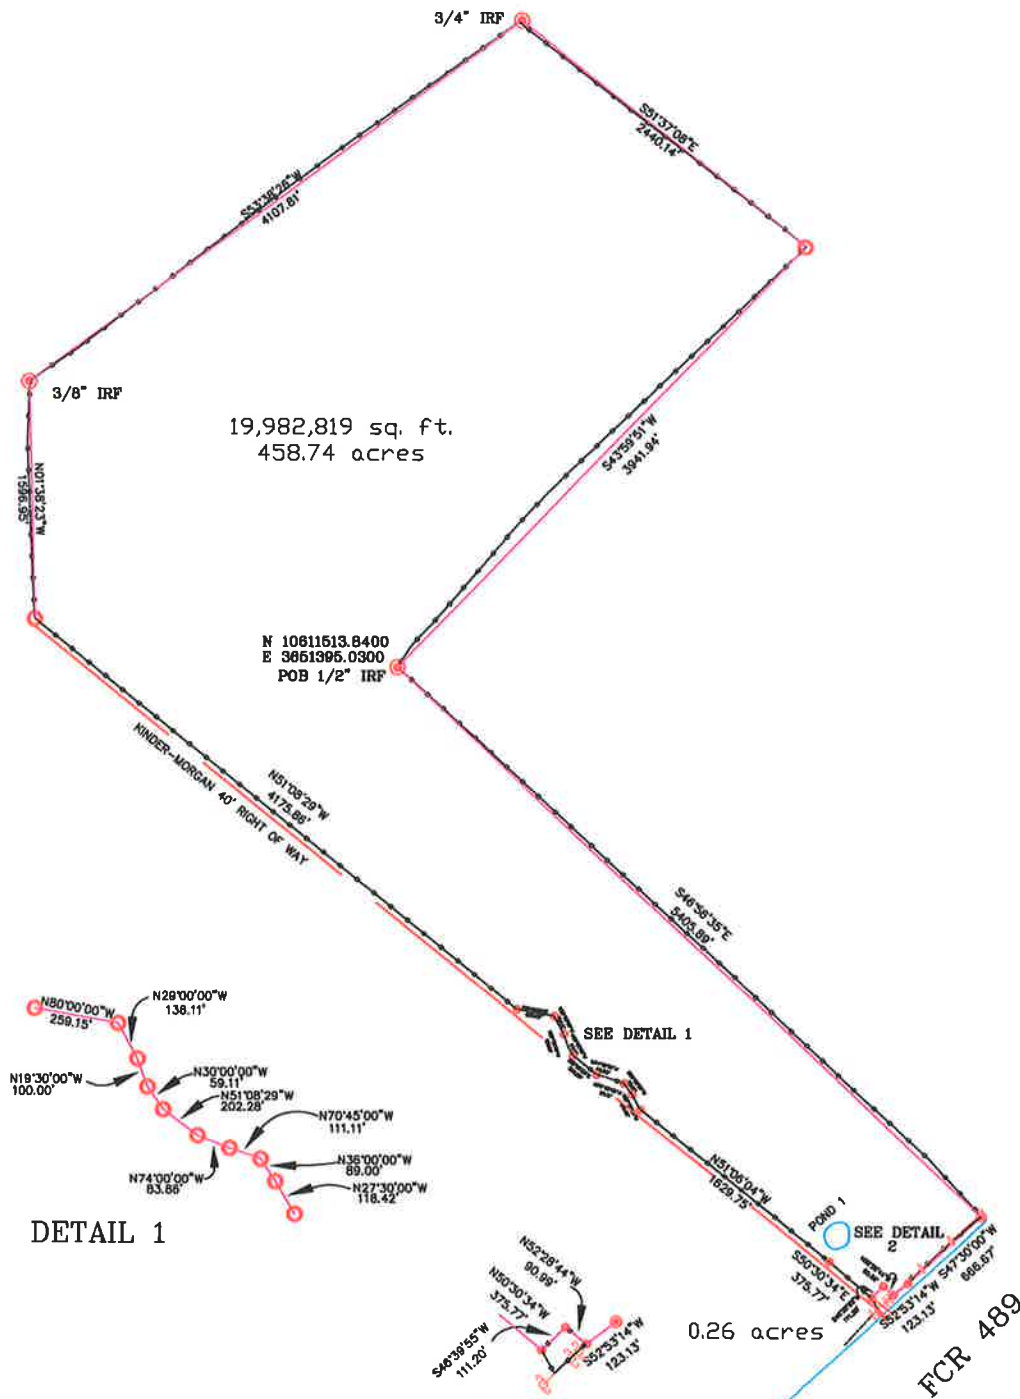 3/4" IRF
S51°37'08"E
2440.14'
S53°38'26"W
4107.81'
3/8" IRF
19,982,819 sq. ft.
458.74 acres
S43°59'51"W
3941.94'
N01°38'23"W
1596.95'
N 10611513.8400
E 3651395.0300
POB 1/2" IRF
KINDER-MORGAN 40' RIGHT OF WAY
N51°08'29"W
4175.86'
S46°56'35"E
5405.89'
SEE DETAIL 1
N80°00'00"W
259.15'
N29°00'00"W
138.11'
N19°30'00"W
100.00'
N30°00'00"W
59.11'
N51°08'29"W
202.28'
N70°45'00"W
111.11'
N74°00'00"W
83.86'
N36°00'00"W
89.00'
N27°30'00"W
118.42'
DETAIL 1
N51°06'04"W
1629.75'
POND 1
SEE DETAIL
2
S50°30'34"E
375.77'
S47°30'00"W
666.67'
S52°53'14"W
123.13'
N52°28'44"W
90.99'
N50°30'34"W
375.77'
S46°39'55"W
111.20'
S52°53'14"W
123.13'
0.26 acres
FCR 489